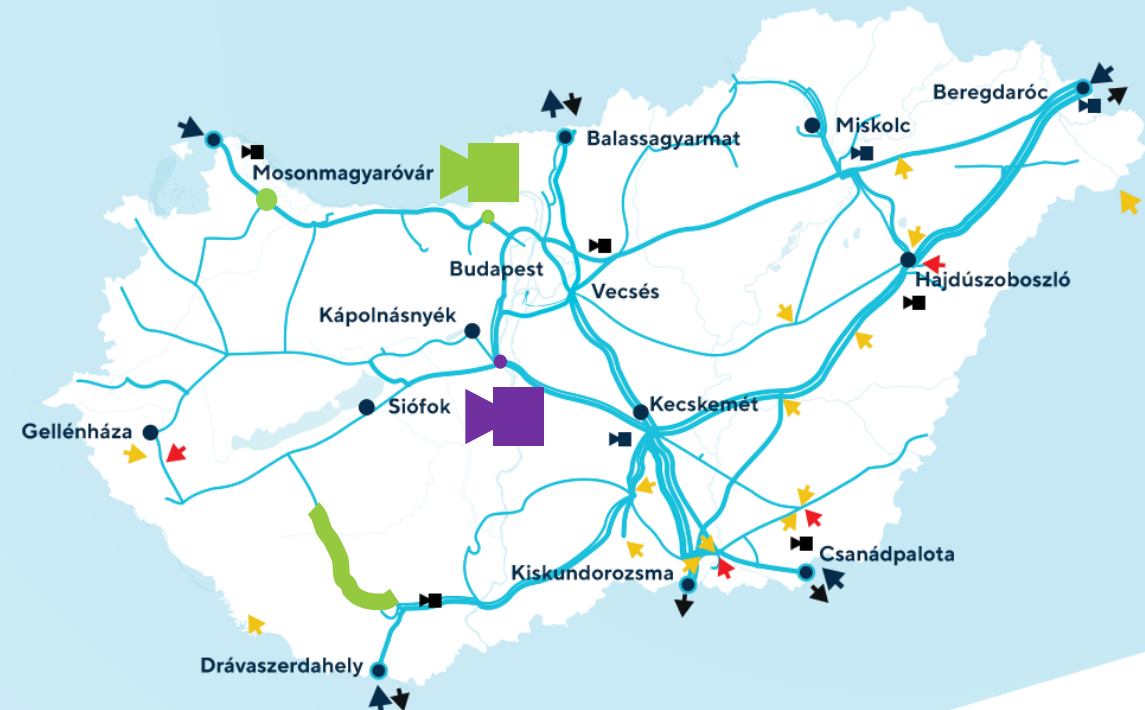 Beregdaróc
Miskolc
Balassagyarmat
Mosonmagyaróvár
Budapest
Hajdúszoboszló
Vecsés
Kápolnásnyék
Siófok
Kecskemét
Gellénháza
Csanádpalota
Kiskundorozsma
Drávaszerdahely